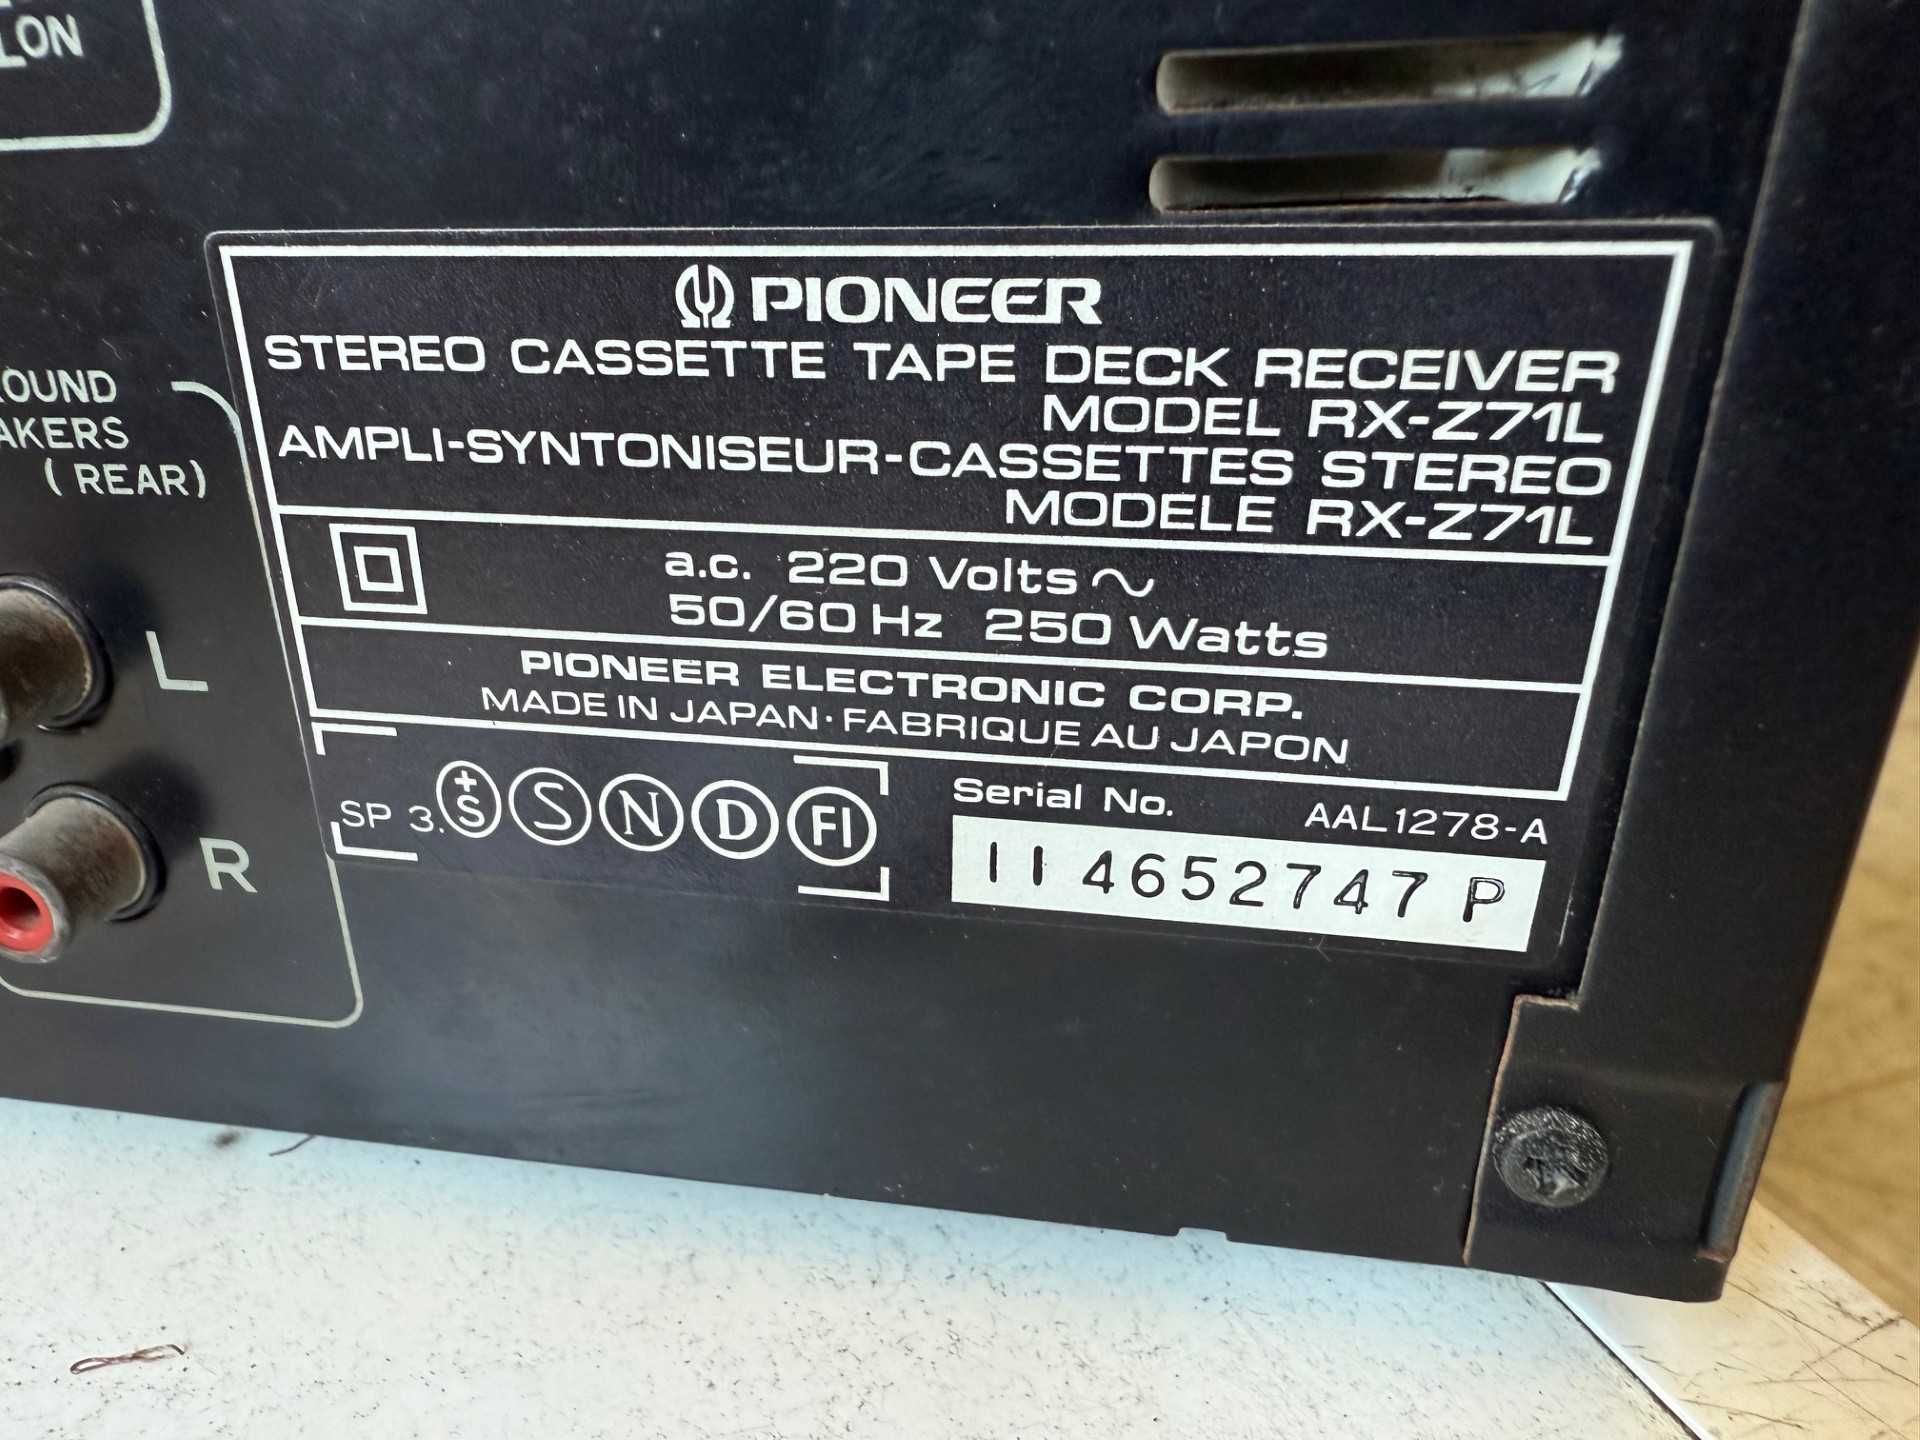 LON
PIONEER
STEREO CASSETTE TAPE DECK RECEIVER
MODEL RX-Z71L
AMPLI-SYNTONISEUR-CASSETTES STEREO
MODELE RX-Z71L
a.c. 220 Volts ~
50/60 Hz 250 Watts
PIONEER ELECTRONIC CORP.
MADE IN JAPAN · FABRIQUE AU JAPON
SP 3. +S S N D FI
Serial No. AAL1278-A
II 4652747 P
OUND
AKERS
(REAR)
L
R